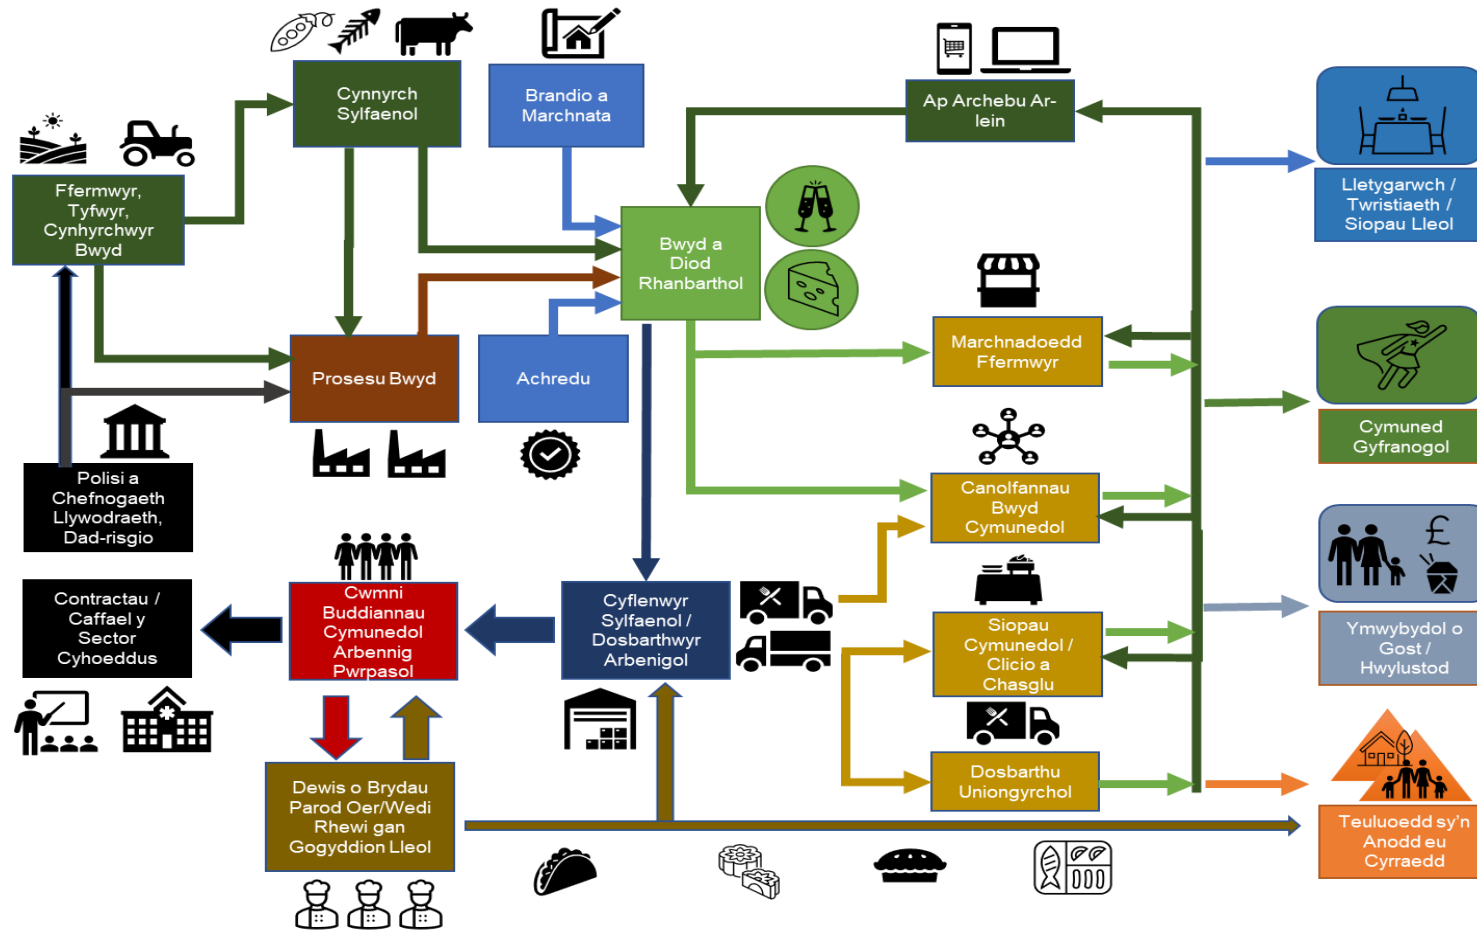 Cynnyrch
Sylfaenol
Brandio a
Marchnata
Ap Archebu Ar-
lein
Ffermwyr,
Tyfwyr,
Cynhyrchwyr
Bwyd
Lletygarwch /
Twristiaeth /
Siopau Lleol
Bwyd a
Diod
Rhanbarthol
Marchnadoedd
Ffermwyr
Prosesu Bwyd
Achredu
Cymuned
Gyfranogol
Polisi a
Chefnogaeth
Llywodraeth,
Dad-risgio
Canolfannau
Bwyd
Cymunedol
£
Contractau /
Caffael y
Sector
Cyhoeddus
Cwmni
Buddiannau
Cymunedol
Arbennig
Pwrpasol
Cyflenwyr
Sylfaenol /
Dosbarthwyr
Arbenigol
Siopau
Cymunedol /
Clicio a
Chasglu
Ymwybydol o
Gost /
Hwylustod
Dewis o Brydau
Parod Oer/Wedi
Rhewi gan
Gogyddion Lleol
Dosbarthu
Uniongyrchol
Teuluoedd sy’n
Anodd eu
Cyrraedd